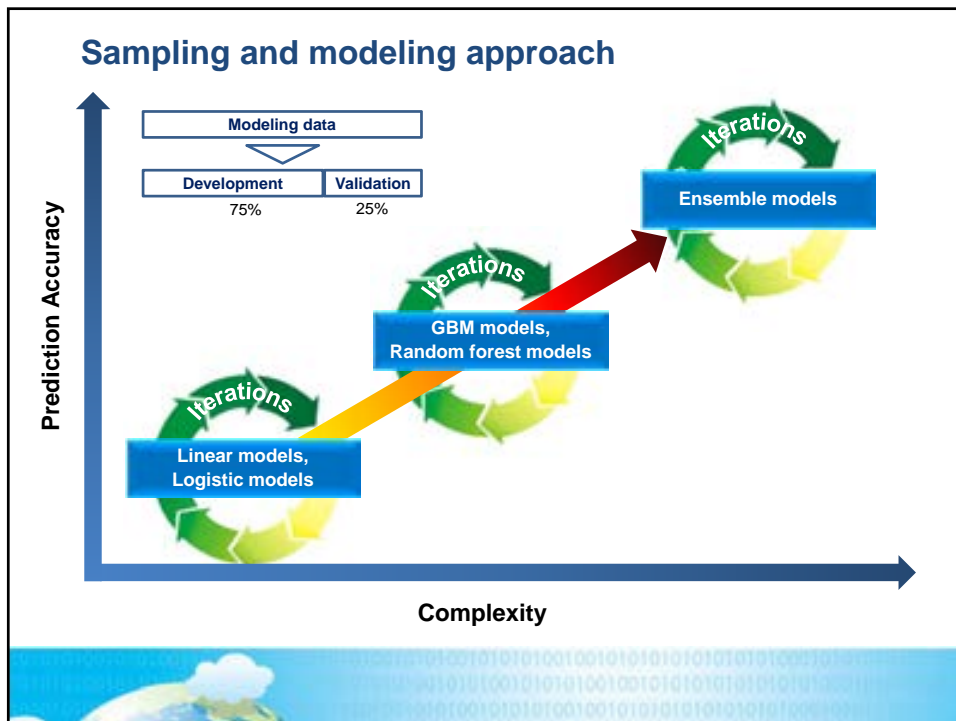 Sampling and modeling approach
Modeling data
Development Validation
75% 25%
Iterations
Ensemble models
Iterations
GBM models,
Random forest models
Iterations
Linear models,
Logistic models
Prediction Accuracy
Complexity